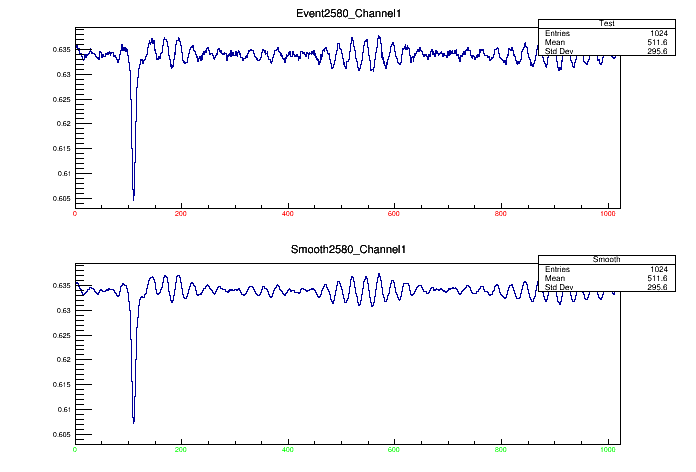 Event2580_Channel1
Test
Entries 1024
Mean 511.6
Std Dev 295.6
0.635
0.63
0.625
0.62
0.615
0.61
0.605
0 200 400 600 800 1000
Smooth2580_Channel1
Smooth
Entries 1024
Mean 511.6
Std Dev 295.6
0.635
0.63
0.625
0.62
0.615
0.61
0.605
0 200 400 600 800 1000